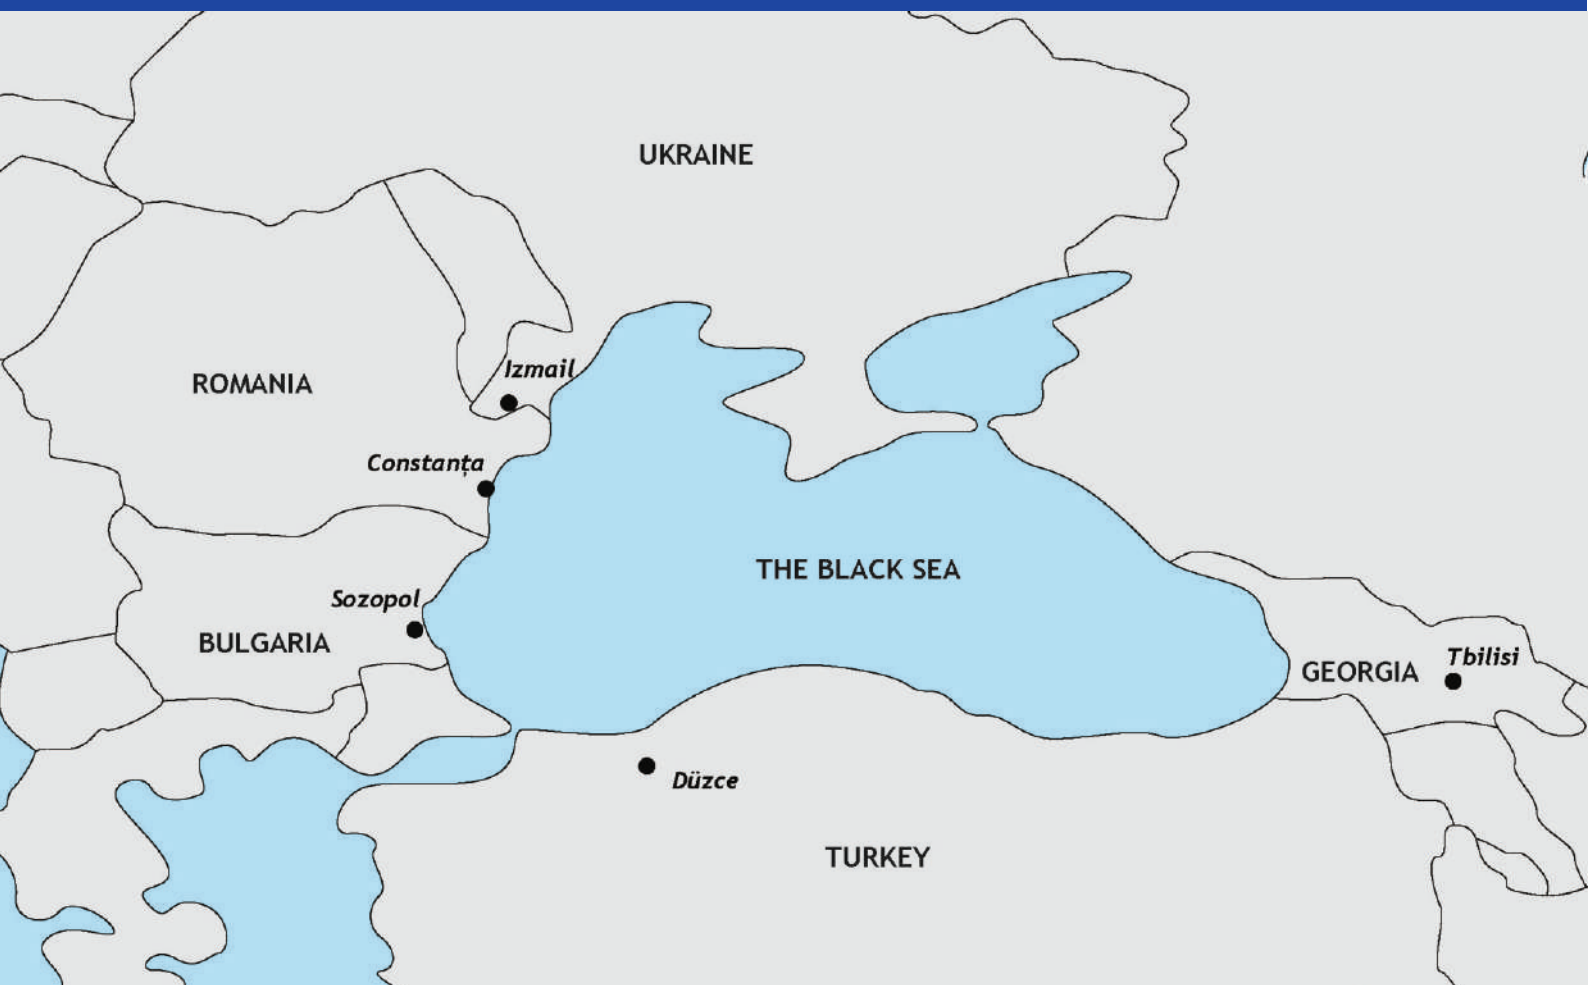 UKRAINE
Izmail
ROMANIA
Constanța
THE BLACK SEA
Sozopol
BULGARIA
Tbilisi
GEORGIA
Düzce
TURKEY